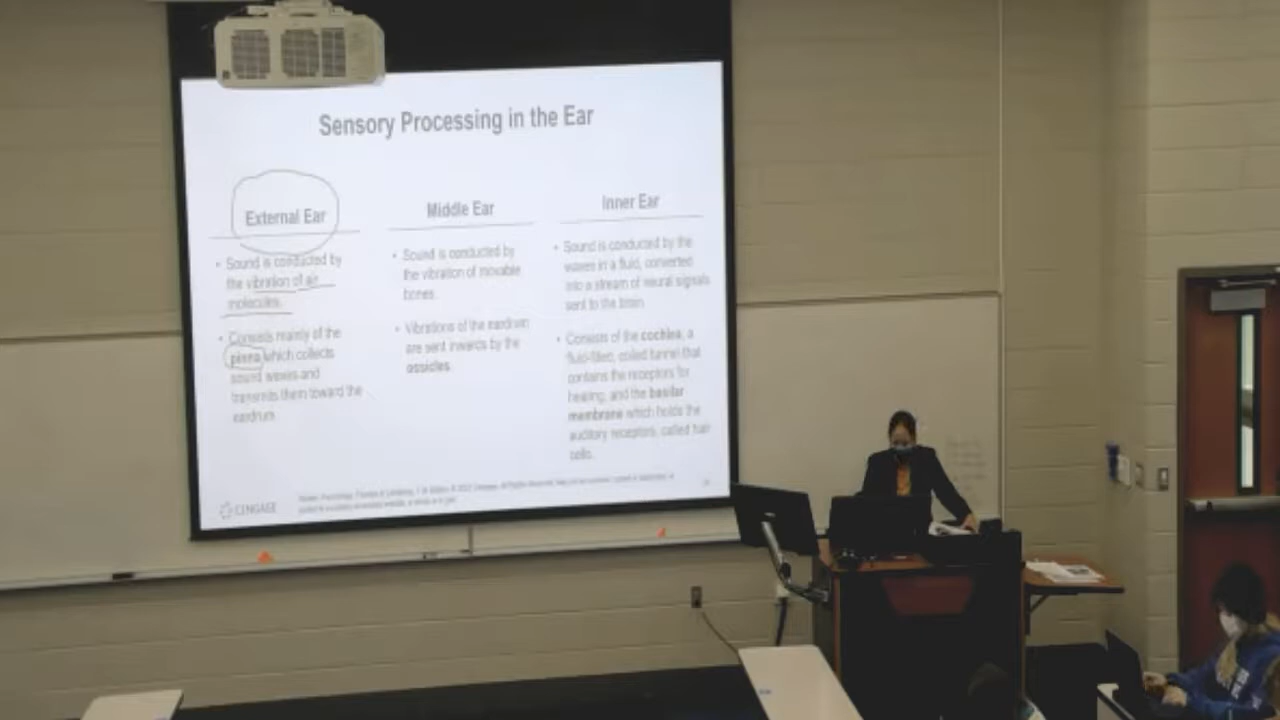 Sensory Processing in the Ear
External Ear
• Sound is conducted by
the vibration of air
molecules.
• Consists mainly of the
pinna which collects
sound waves and
transmits them toward the
eardrum
Middle Ear
• Sound is conducted by
the vibration of movable
bones.
• Vibrations of the eardrum
are sent inwards by the
ossicles.
Inner Ear
• Sound is conducted by the
waves in a fluid, converted
into a stream of neural signals
sent to the brain.
• Consists of the cochlea, a
fluid-filled, coiled tunnel that
contains the receptors for
hearing, and the basilar
membrane which holds the
auditory receptors, called hair
cells.
CENGAGE